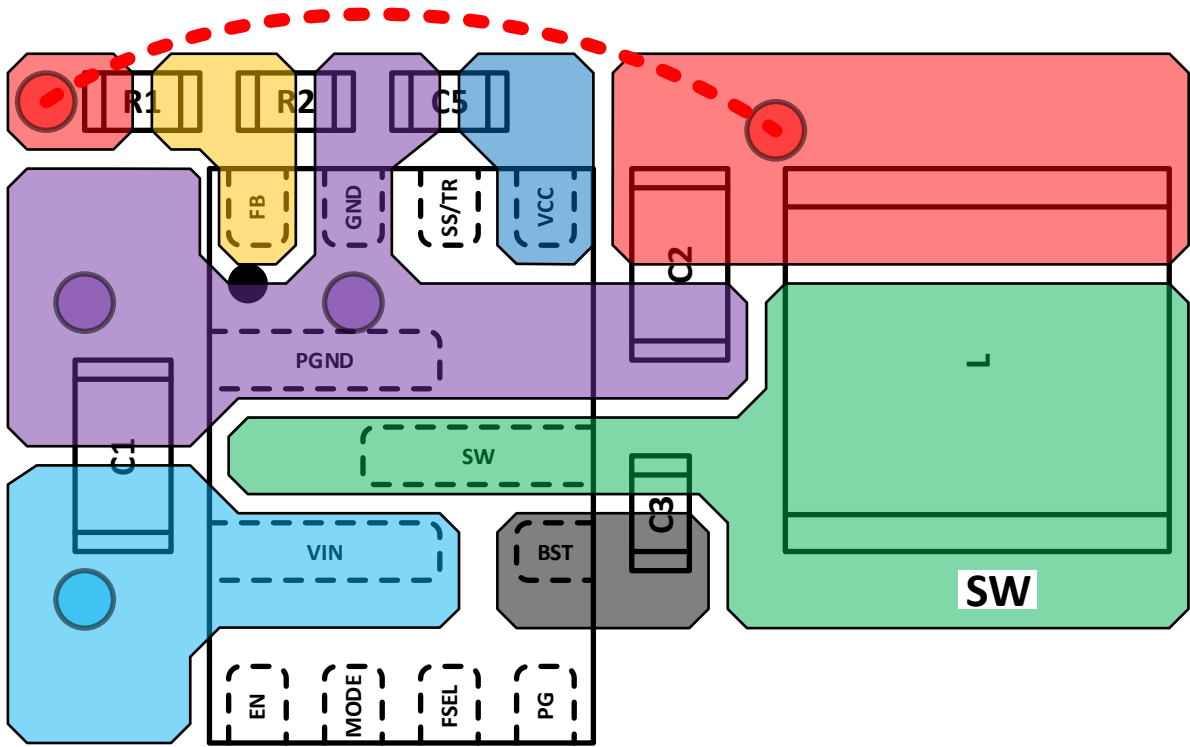 R1
R2
C5
FB
GND
SS/TR
VCC
C2
PGND
L
C1
SW
C3
VIN
BST
SW
EN
MODE
FSEL
PG